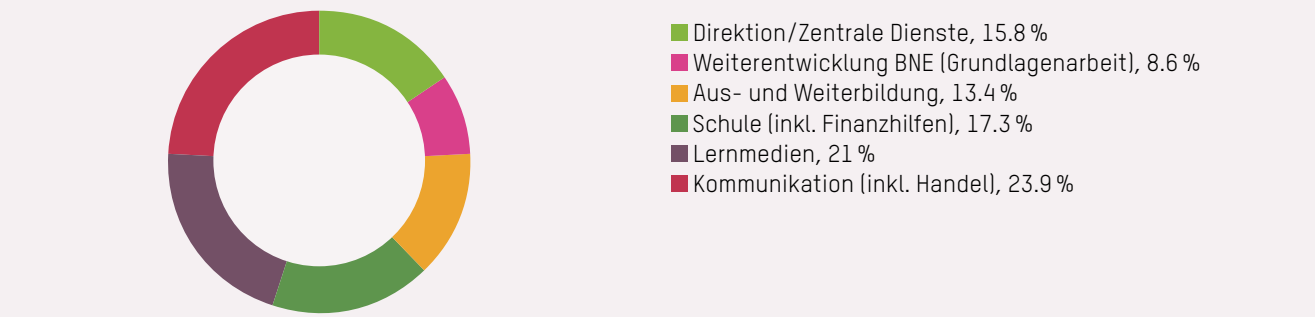 Direktion/Zentrale Dienste, 15.8 %
Weiterentwicklung BNE (Grundlagenarbeit), 8.6 %
Aus- und Weiterbildung, 13.4 %
Schule (inkl. Finanzhilfen), 17.3 %
Lernmedien, 21 %
Kommunikation (inkl. Handel), 23.9 %